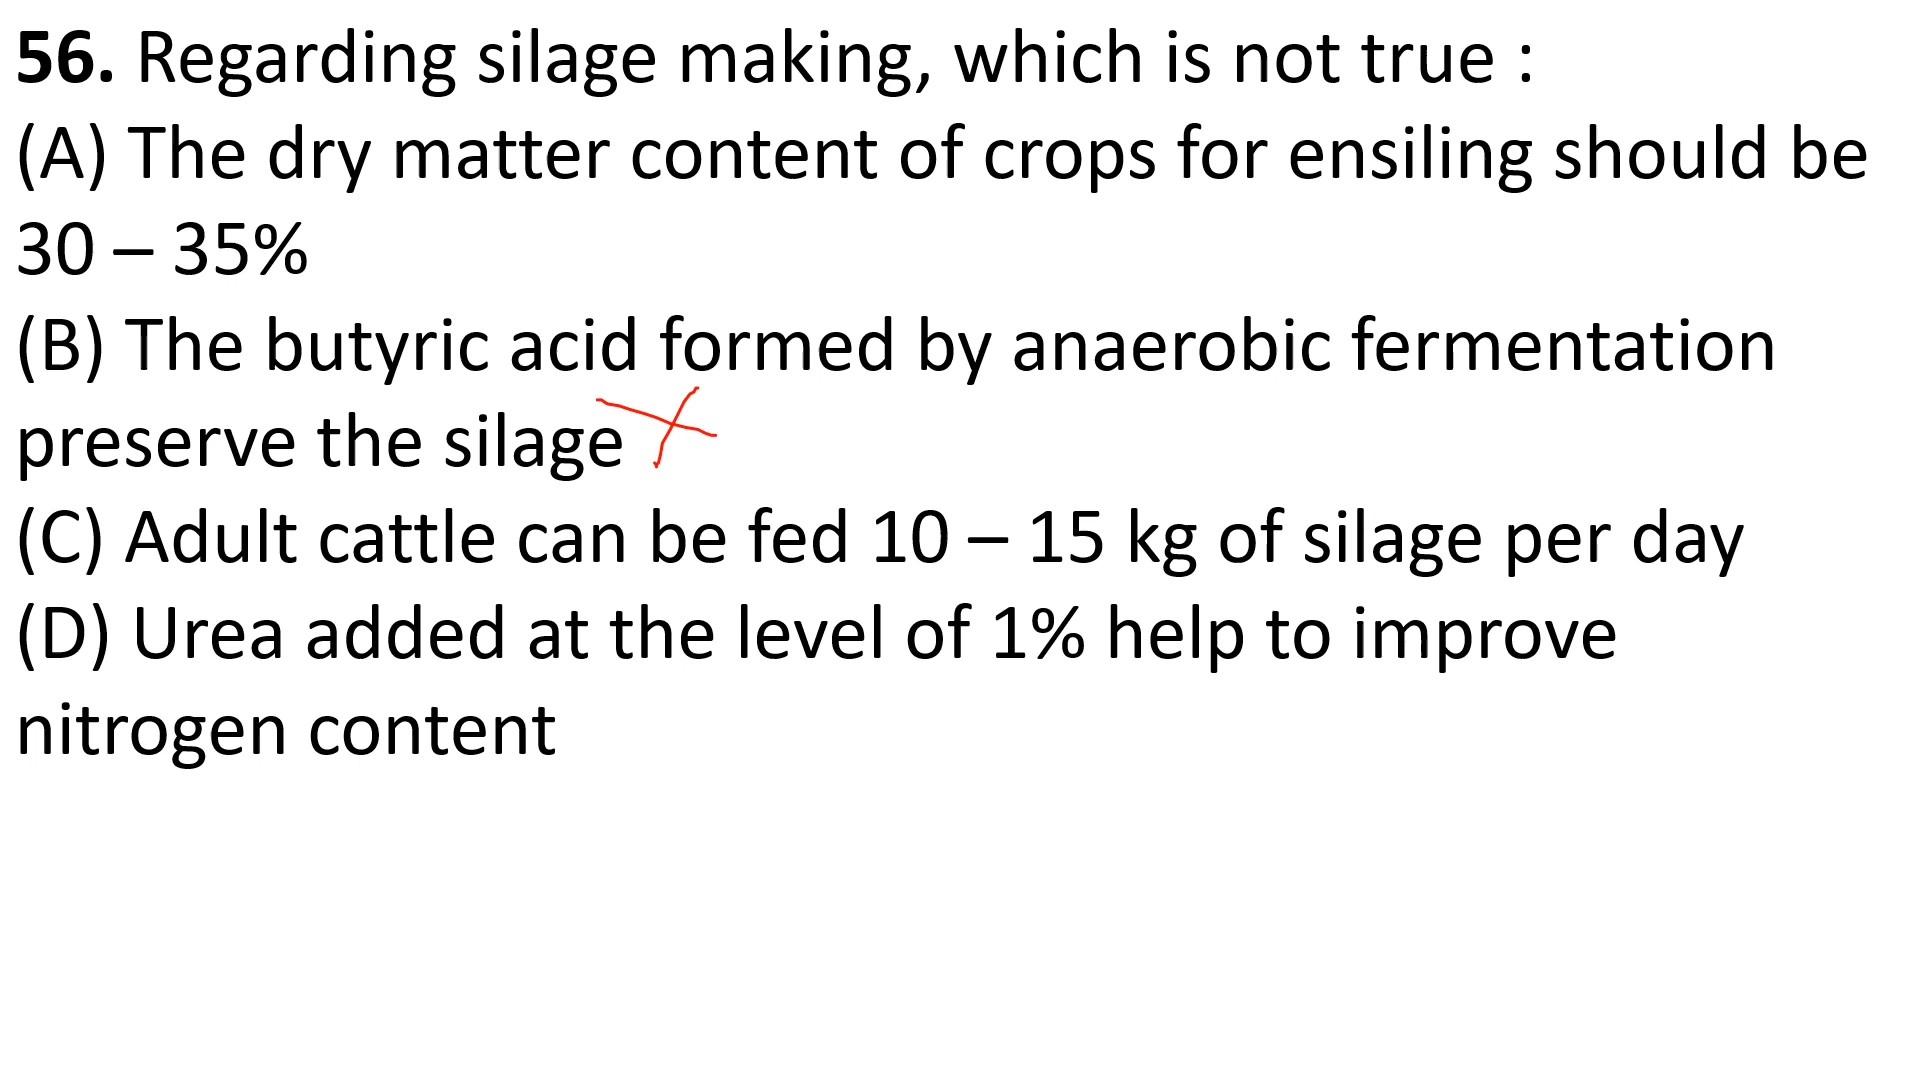 56. Regarding silage making, which is not true :
(A) The dry matter content of crops for ensiling should be
30 – 35%
(B) The butyric acid formed by anaerobic fermentation
preserve the silage
(C) Adult cattle can be fed 10 – 15 kg of silage per day
(D) Urea added at the level of 1% help to improve
nitrogen content